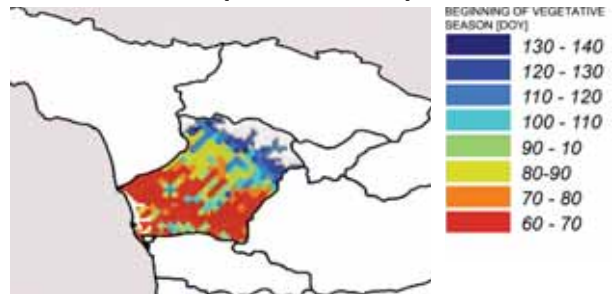 BEGINNING OF VEGETATIVE
SEASON [DOY]
130 - 140
120 - 130
110 - 120
100 - 110
90 - 10
80-90
70 - 80
60 - 70